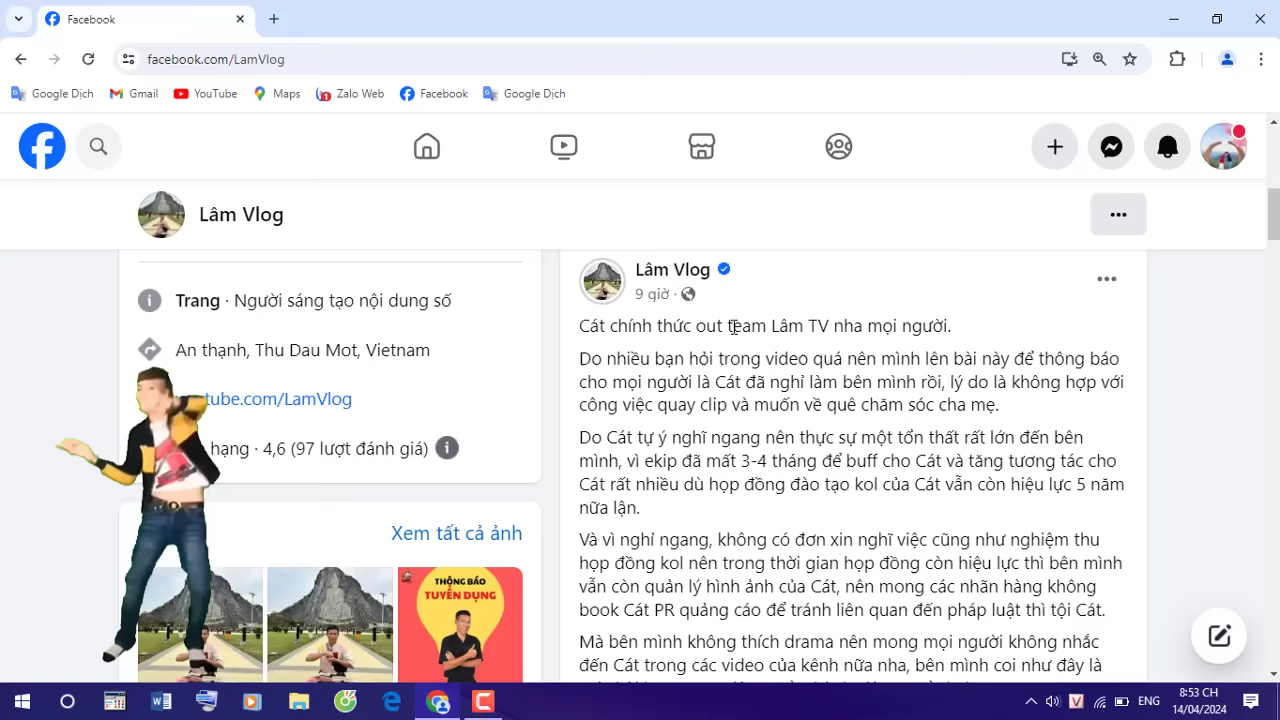 Facebook
facebook.com/LamVlog
Google Dịch
Gmail
YouTube
Maps
1
Zalo Web
Facebook
Google Dịch
Lâm Vlog
Trang · Người sáng tạo nội dung số
An thạnh, Thu Dau Mot, Vietnam
tube.com/LamVlog
hạng · 4,6 (97 lượt đánh giá)
Xem tất cả ảnh
THÔNG BÁO
TUYỂN DỤNG
Lâm Vlog
9 giờ ·
Cát chính thức out team Lâm TV nha mọi người.
Do nhiều bạn hỏi trong video quá nên mình lên bài này để thông báo
cho mọi người là Cát đã nghỉ làm bên mình rồi, lý do là không hợp với
công việc quay clip và muốn về quê chăm sóc cha mẹ.
Do Cát tự ý nghĩ ngang nên thực sự một tổn thất rất lớn đến bên
mình, vì ekip đã mất 3-4 tháng để buff cho Cát và tăng tương tác cho
Cát rất nhiều dù họp đồng đào tạo kol của Cát vẫn còn hiệu lực 5 năm
nữa lận.
Và vì nghỉ ngang, không có đơn xin nghĩ việc cũng như nghiệm thu
họp đồng kol nên trong thời gian họp đồng còn hiệu lực thì bên mình
vẫn còn quản lý hình ảnh của Cát, nên mong các nhãn hàng không
book Cát PR quảng cáo để tránh liên quan đến pháp luật thì tội Cát.
Mà bên mình không thích drama nên mong mọi người không nhắc
đến Cát trong các video của kênh nữa nha, bên mình coi như đây là
ENG
8:53 CH
14/04/2024